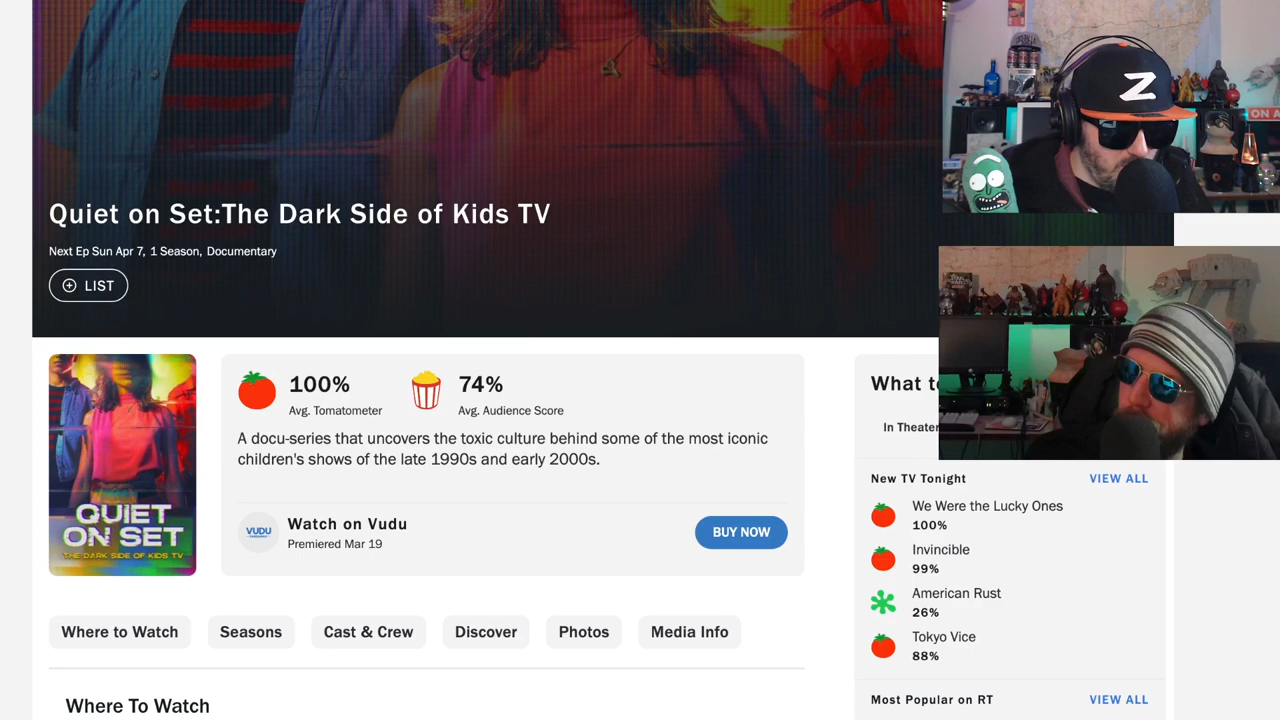 Quiet on Set:The Dark Side of Kids TV
Next Ep Sun Apr 7, 1 Season, Documentary
LIST
Z
ON A
100%
Avg. Tomatometer
74%
Avg. Audience Score
A docu-series that uncovers the toxic culture behind some of the most iconic
children's shows of the late 1990s and early 2000s.
VUDU
Watch on Vudu
Premiered Mar 19
BUY NOW
QUIET
ON SET
THE DARK SIDE OF KIDS TV
Where to Watch
Seasons
Cast & Crew
Discover
Photos
Media Info
Where To Watch
What to
In Theater
New TV Tonight
VIEW ALL
We Were the Lucky Ones
100%
Invincible
99%
American Rust
26%
Tokyo Vice
88%
Most Popular on RT
VIEW ALL